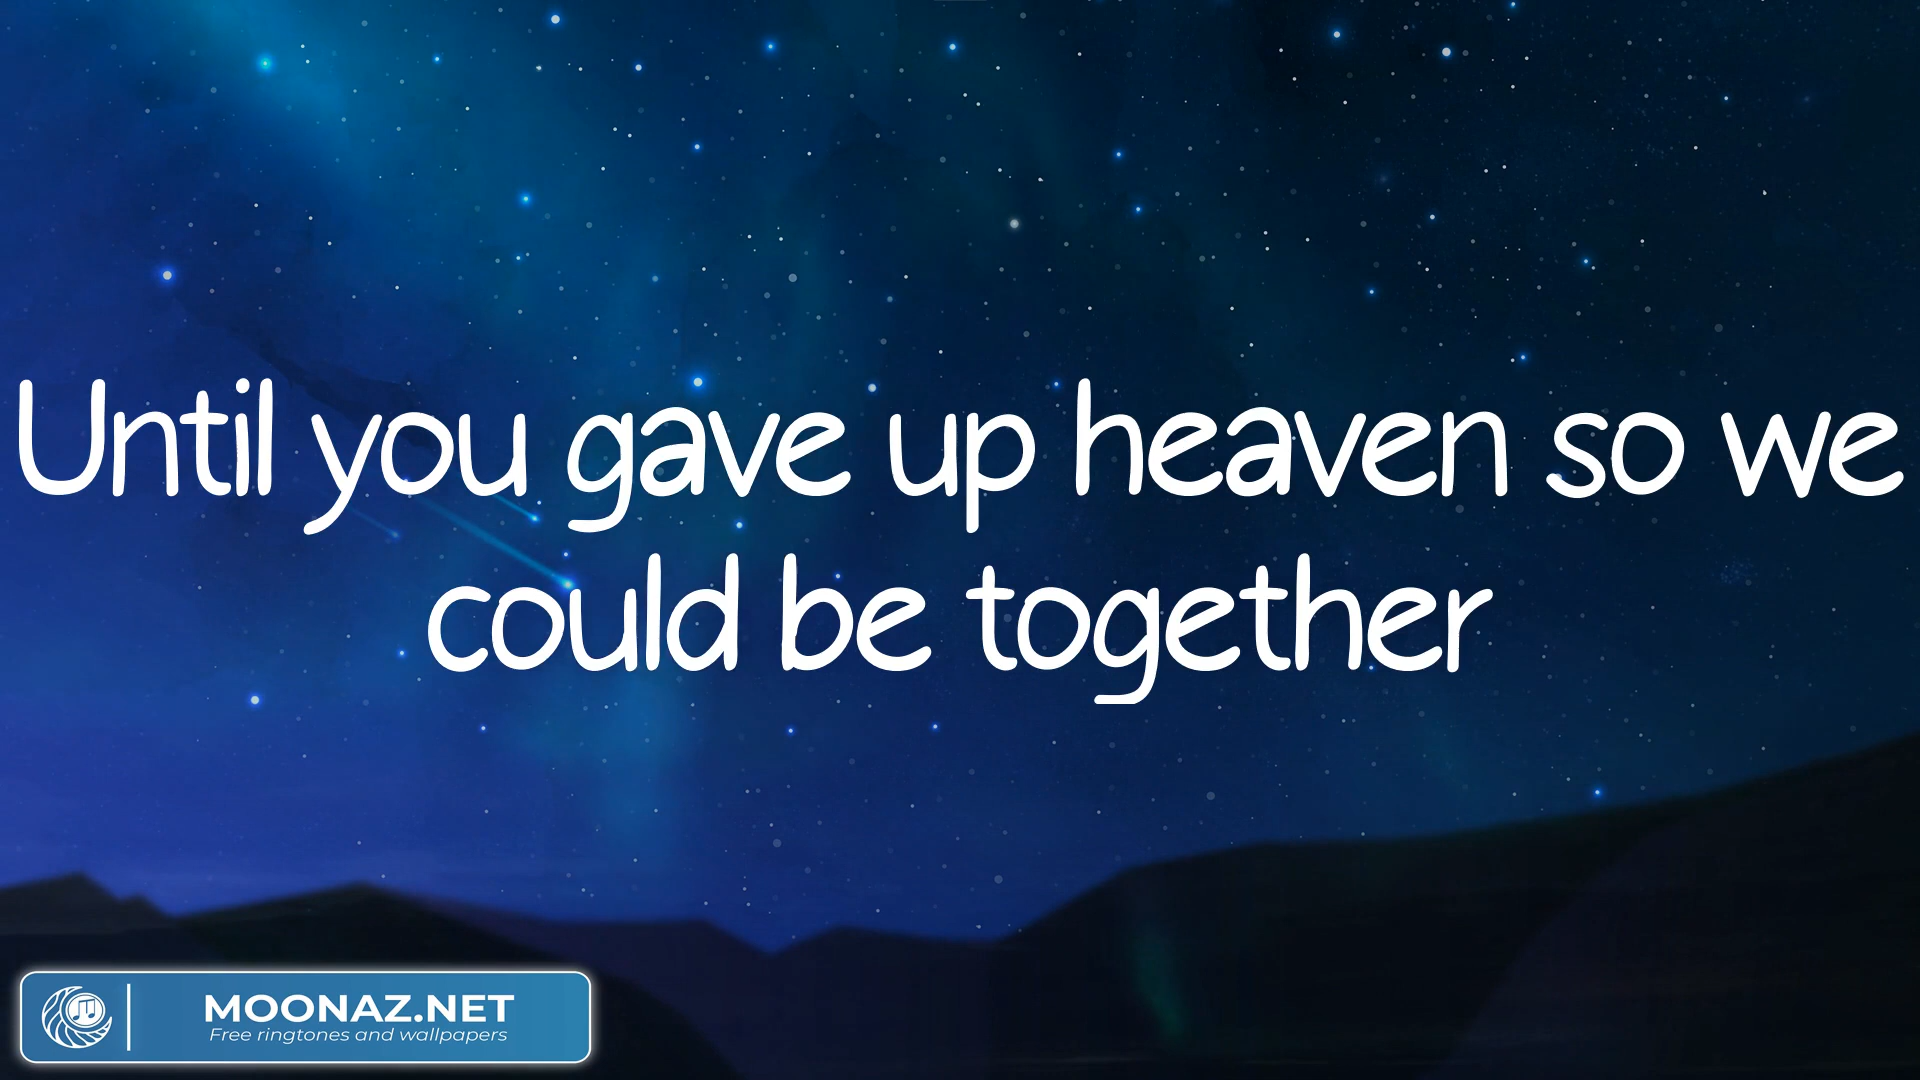 Until you gave up heaven so we
could be together
MOONAZ.NET
Free ringtones and wallpapers